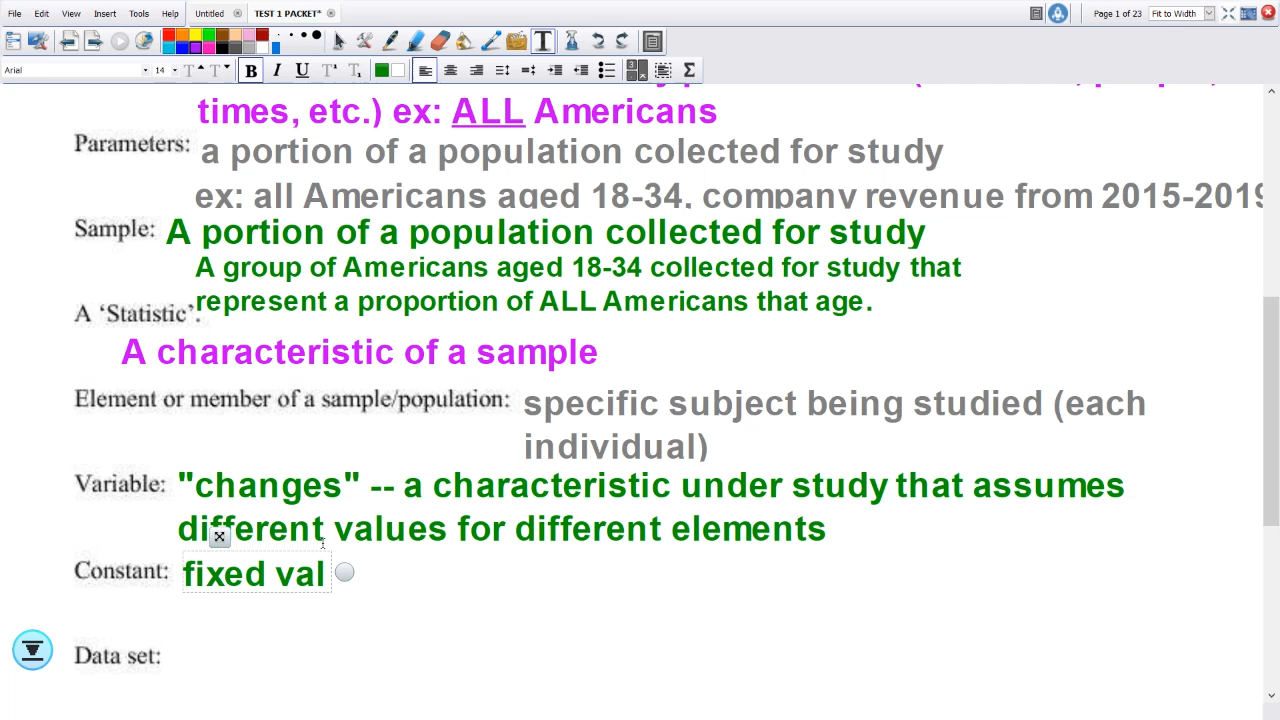 File Edit View Insert Tools Help Untitled TEST 1 PACKET* Page 1 of 23 Fit to Width
Arial 14 T T B I U
times, etc.) ex: ALL Americans
Parameters: a portion of a population colected for study
ex: all Americans aged 18-34, company revenue from 2015-2019
Sample: A portion of a population collected for study
A group of Americans aged 18-34 collected for study that
represent a proportion of ALL Americans that age.
A ‘Statistic’:
A characteristic of a sample
Element or member of a sample/population: specific subject being studied (each
individual)
Variable: "changes" -- a characteristic under study that assumes
different values for different elements
Constant: fixed val
Data set: